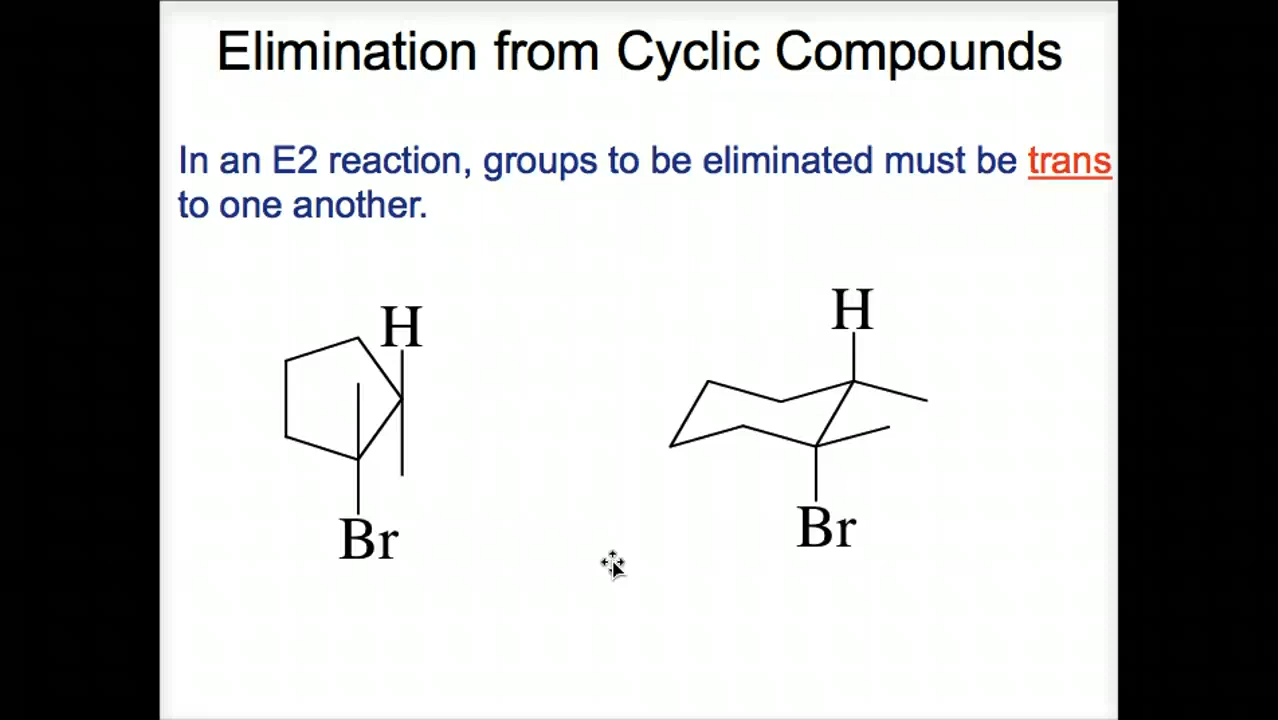 Elimination from Cyclic Compounds
In an E2 reaction, groups to be eliminated must be trans
to one another.
H
H
Br
Br